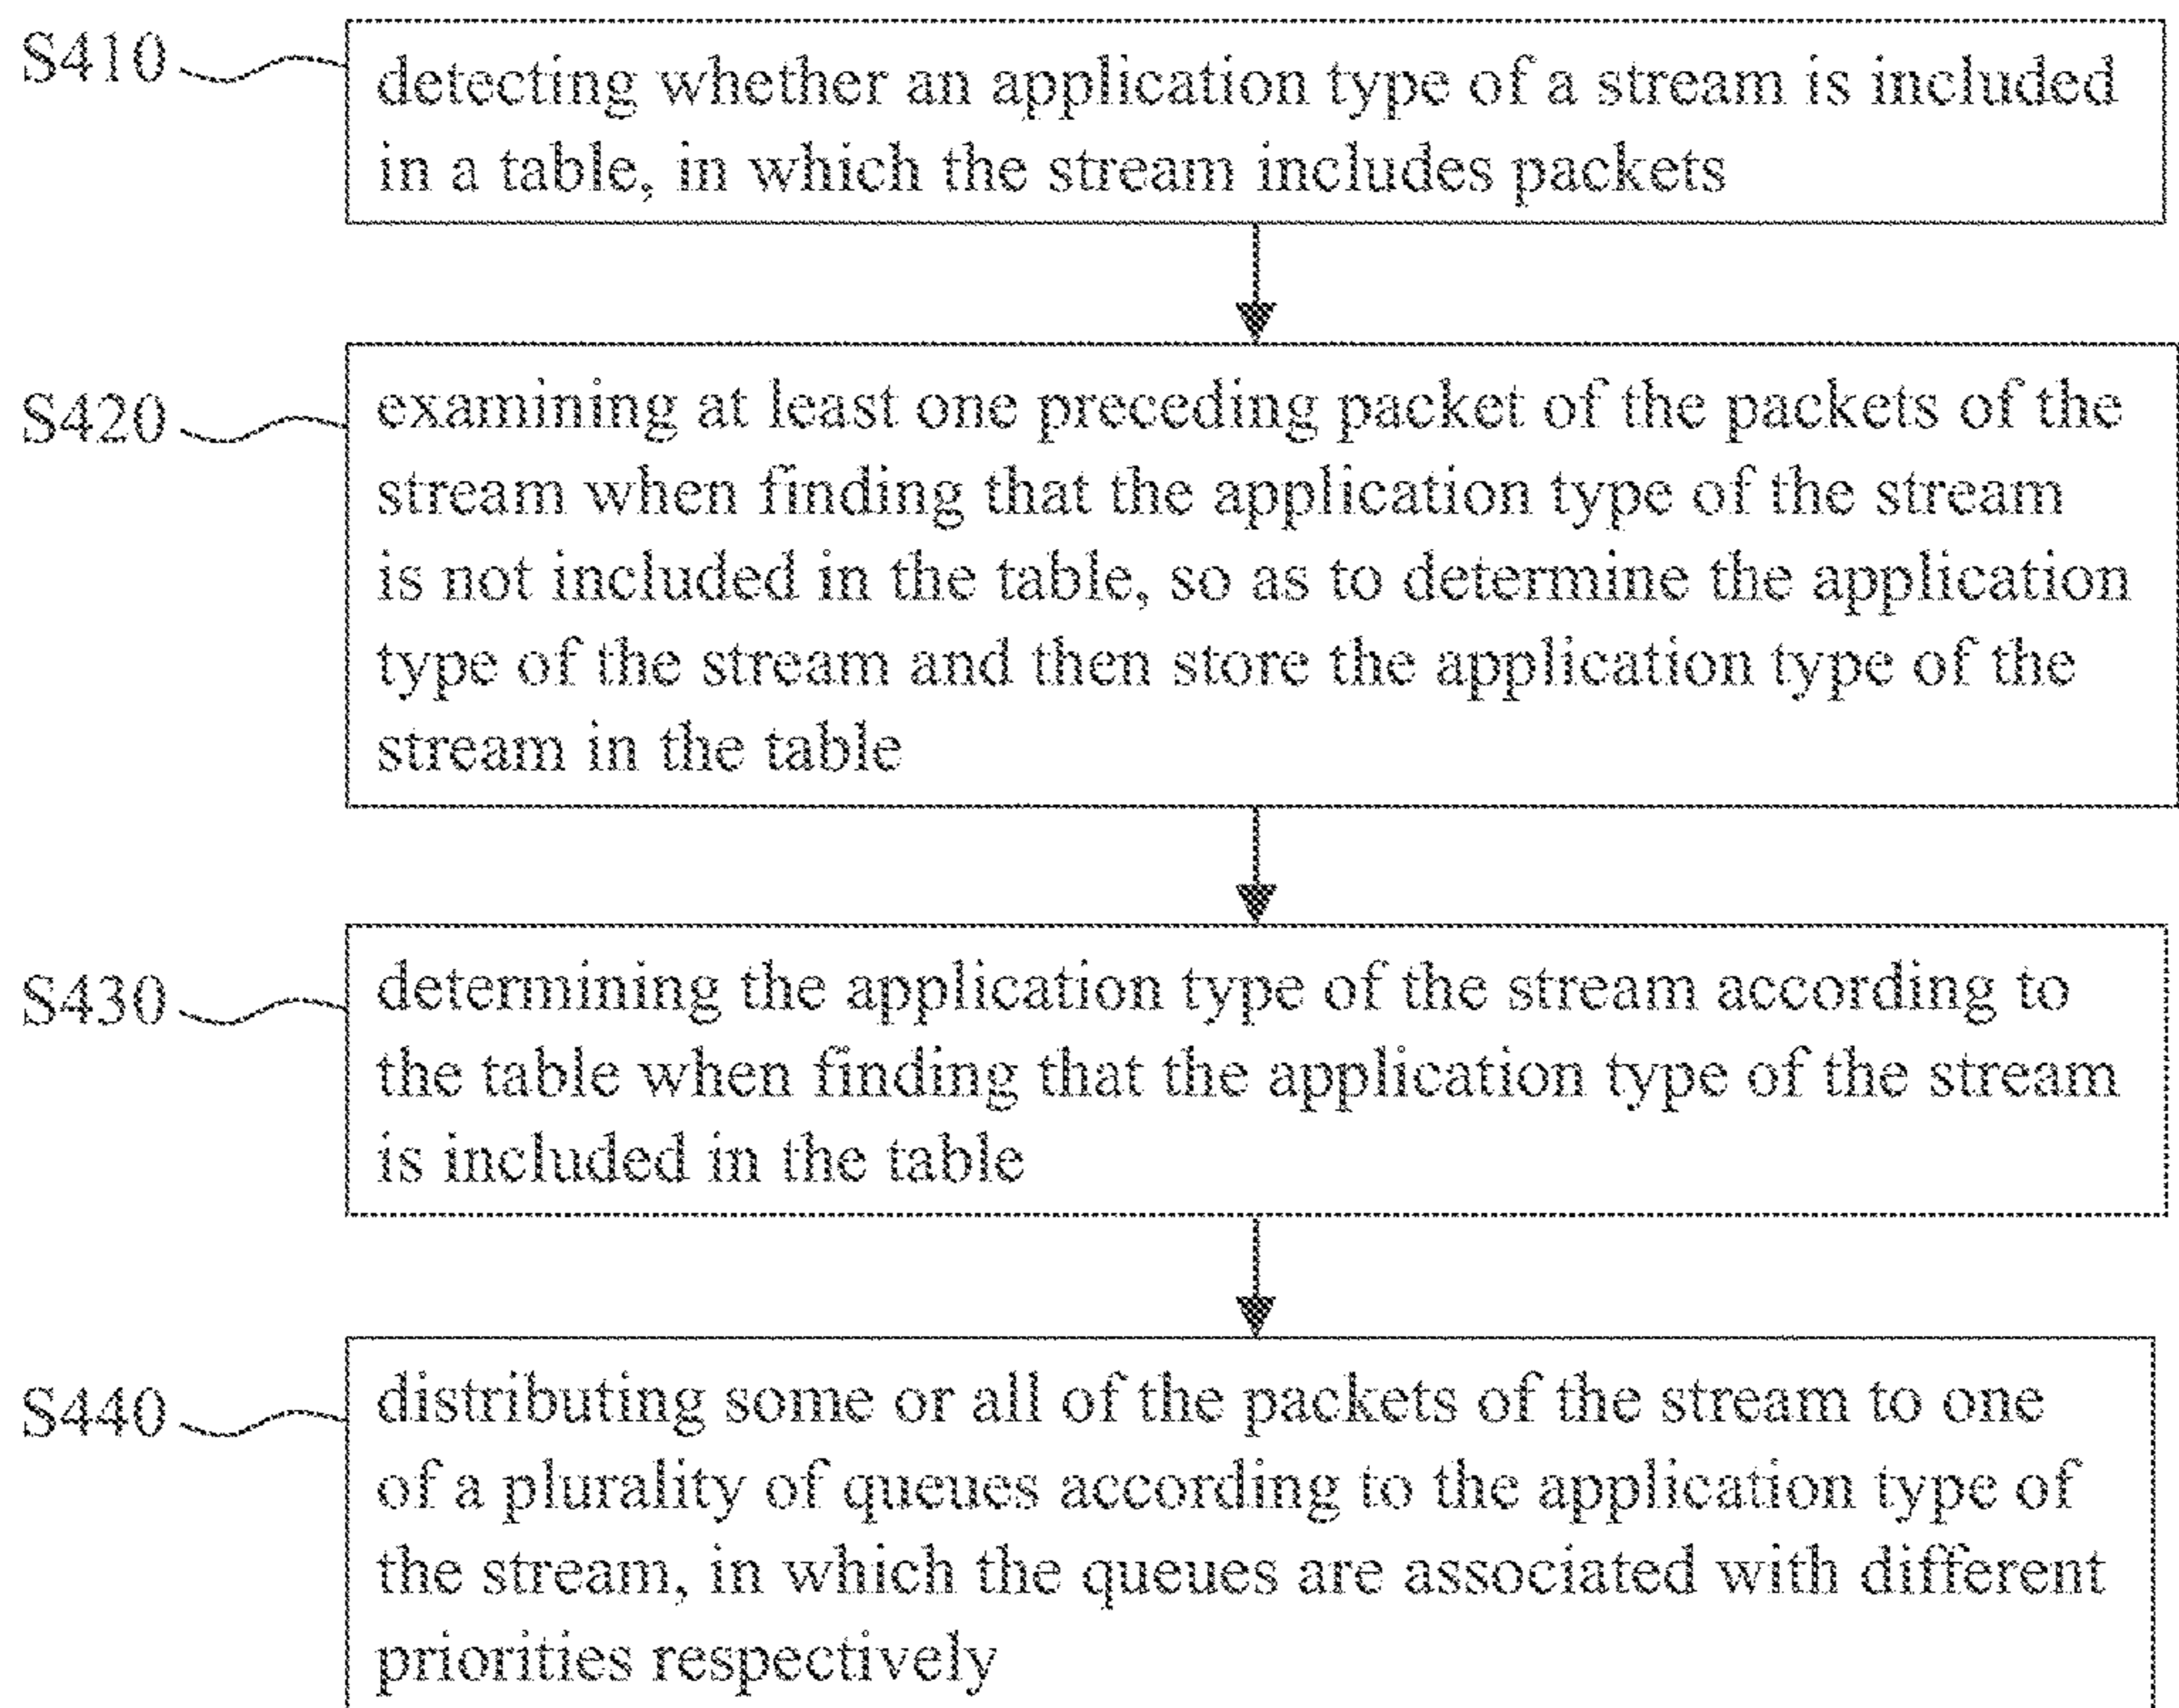 S410
detecting whether an application type of a stream is included
in a table, in which the stream includes packets
S420
examining at least one preceding packet of the packets of the
stream when finding that the application type of the stream
is not included in the table, so as to determine the application
type of the stream and then store the application type of the
stream in the table
S430
determining the application type of the stream according to
the table when finding that the application type of the stream
is included in the table
S440
distributing some or all of the packets of the stream to one
of a plurality of queues according to the application type of
the stream, in which the queues are associated with different
priorities respectively